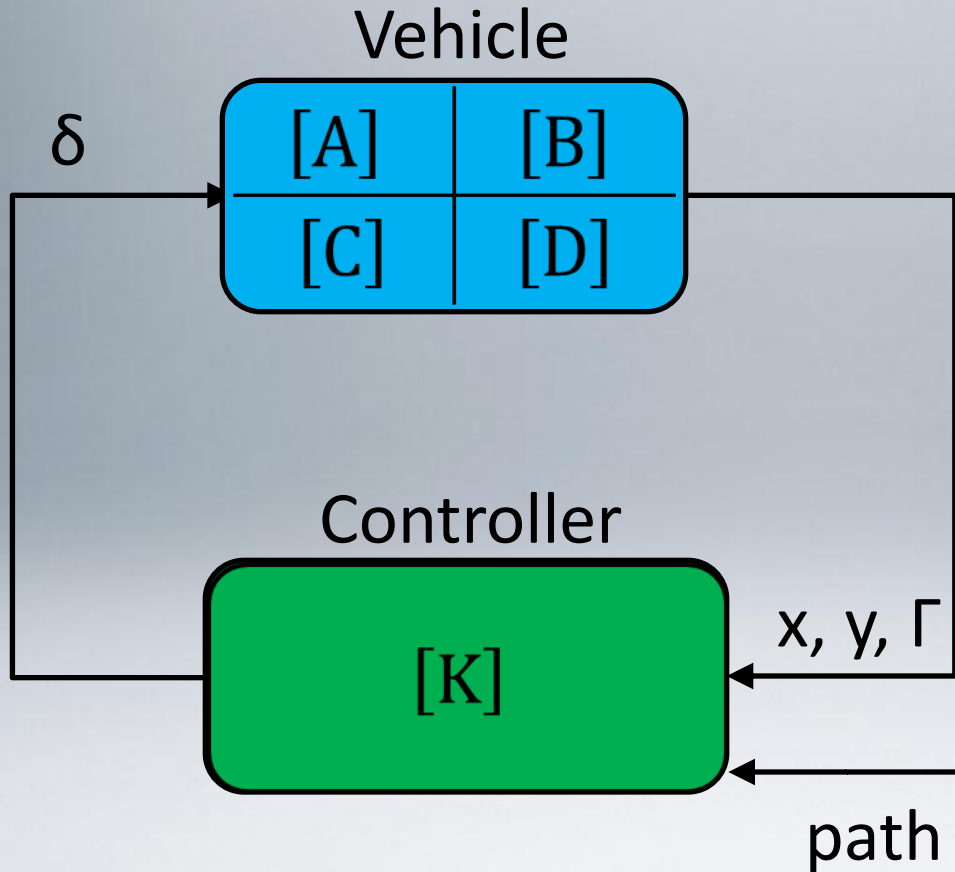 Vehicle
δ
[A] [B]
[C] [D]
Controller
x, y, Γ
[K]
path